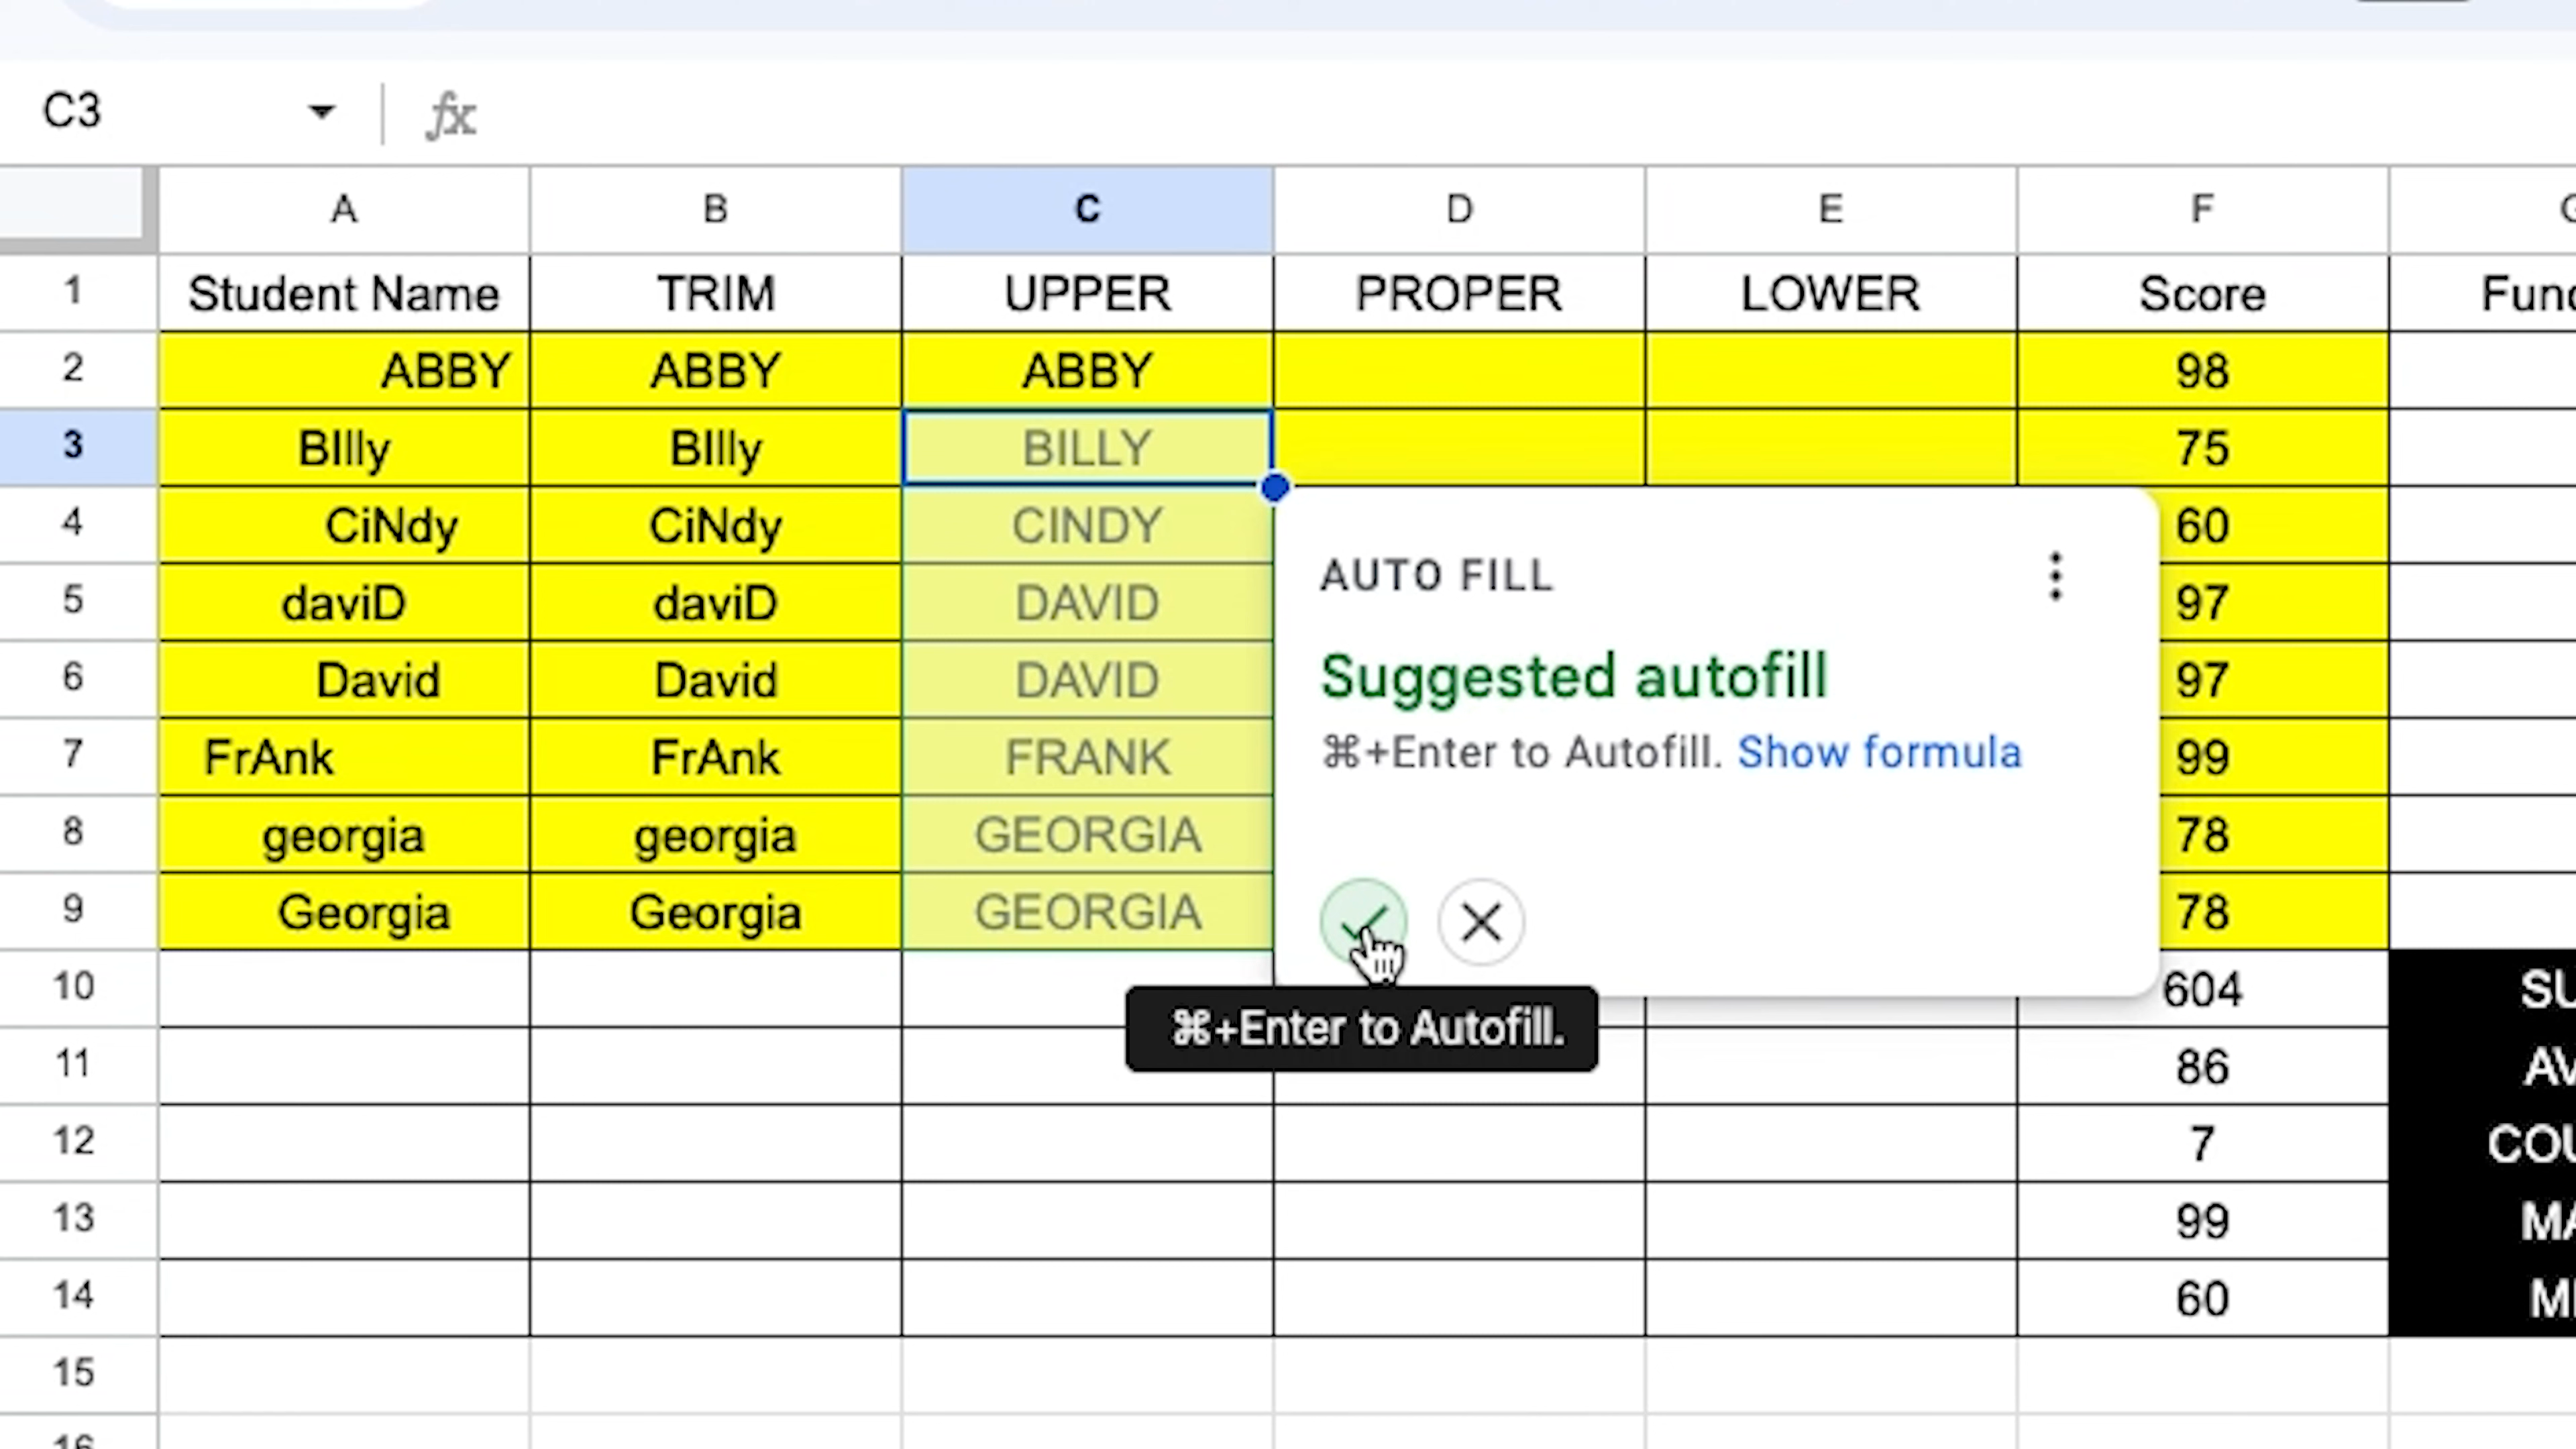 C3 fx
A B C D E F
1 Student Name TRIM UPPER PROPER LOWER Score
2 ABBY ABBY ABBY 98
3 BIlly BIlly BILLY 75
4 CiNdy CiNdy CINDY 60
5 daviD daviD DAVID 97
6 David David DAVID 97
7 FrAnk FrAnk FRANK 99
8 georgia georgia GEORGIA 78
9 Georgia Georgia GEORGIA 78
AUTO FILL
Suggested autofill
⌘+Enter to Autofill. Show formula
⌘+Enter to Autofill.
10 604 SU
11 86 AV
12 7 COU
13 99 MA
14 60
15